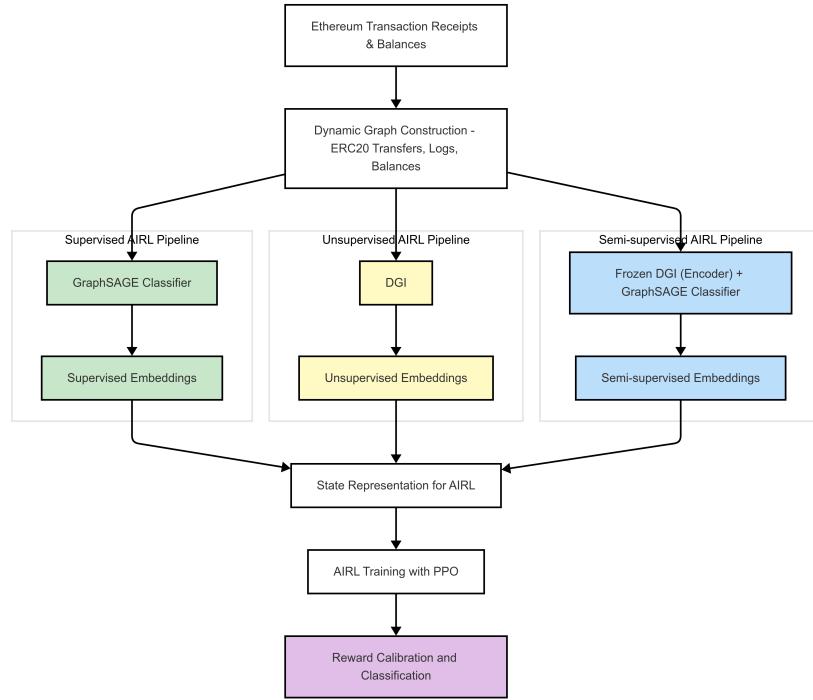 Ethereum Transaction Receipts
& Balances
Dynamic Graph Construction -
ERC20 Transfers, Logs,
Balances
Supervised AIRL Pipeline
GraphSAGE Classifier
Supervised Embeddings
Unsupervised AIRL Pipeline
DGI
Unsupervised Embeddings
Semi-supervised AIRL Pipeline
Frozen DGI (Encoder) +
GraphSAGE Classifier
Semi-supervised Embeddings
State Representation for AIRL
AIRL Training with PPO
Reward Calibration and
Classification